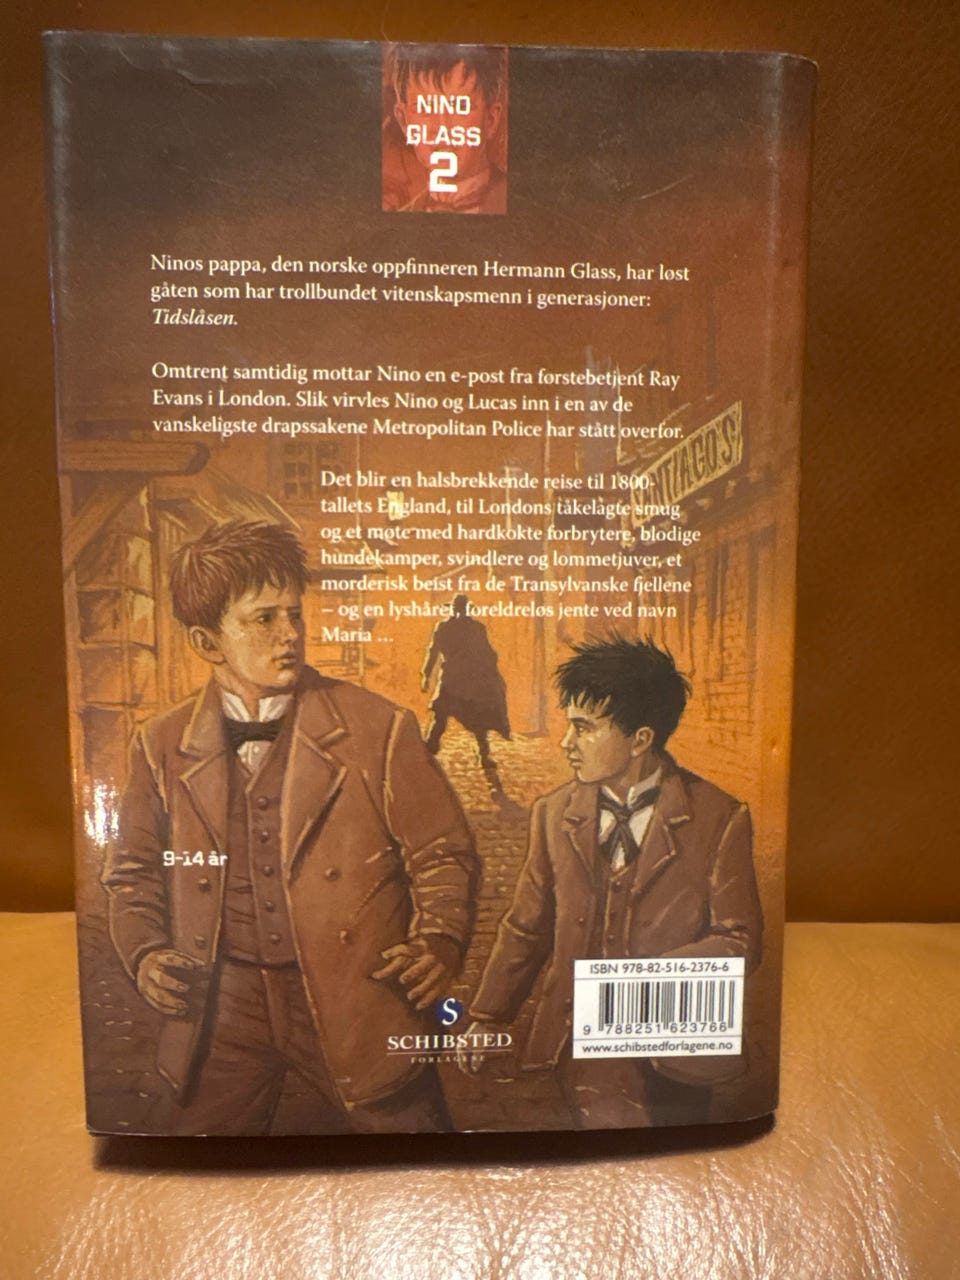 NINO
GLASS
2
Ninos pappa, den norske oppfinneren Hermann Glass, har løst
gåten som har trollbundet vitenskapsmenn i generasjoner:
Tidslåsen.
Omtrent samtidig mottar Nino en e-post fra førstebetjent Ray
Evans i London. Slik virvles Nino og Lucas inn i en av de
vanskeligste drapssakene Metropolitan Police har stått overfor.
SANTIAGO'S
Det blir en halsbrekkende reise til 1800-
tallets England, til Londons tåkelagte smug
og et møte med hardkokte forbrytere, blodige
hundekamper, svindlere og lommetjuver, et
morderisk beist fra de Transylvanske fjellene
– og en lyshåret, foreldreløs jente ved navn
Maria ...
9-14 år
S
SCHIBSTED
FORLAGENE
ISBN 978-82-516-2376-6
9 788251 623766
www.schibstedforlagene.no